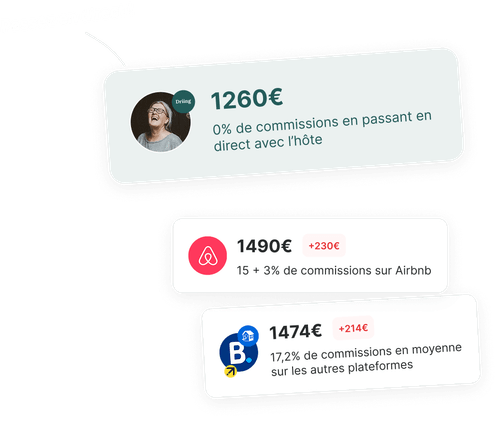 Driing
1260€
0% de commissions en passant en
direct avec l'hôte
1490€ +230€
15 + 3% de commissions sur Airbnb
B.
1474€ +214€
17,2% de commissions en moyenne
sur les autres plateformes